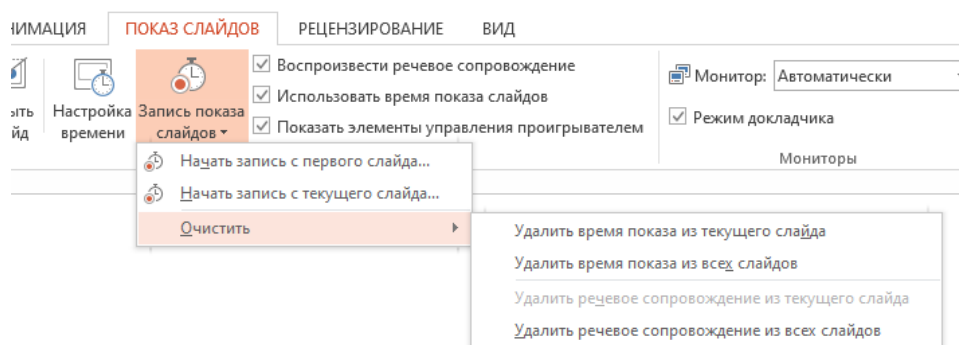 НИМАЦИЯ ПОКАЗ СЛАЙДОВ РЕЦЕНЗИРОВАНИЕ ВИД
Воспроизвести речевое сопровождение
Монитор: Автоматически
Использовать время показа слайдов
ыть Настройка Запись показа
Режим докладчика
йд времени слайдов
Показать элементы управления проигрывателем
Мониторы
Начать запись с первого слайда...
Начать запись с текущего слайда...
Очистить
Удалить время показа из текущего слайда
Удалить время показа из всех слайдов
Удалить речевое сопровождение из текущего слайда
Удалить речевое сопровождение из всех слайдов